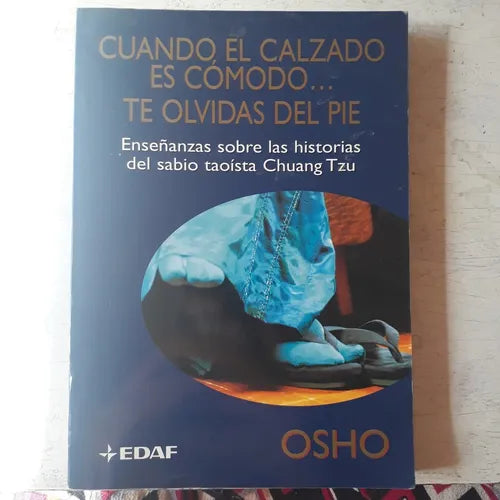 CUANDO EL CALZADO
ES CÓMODO...
TE OLVIDAS DEL PIE
Enseñanzas sobre las historias
del sabio taoísta Chuang Tzu
EDAF
OSHO